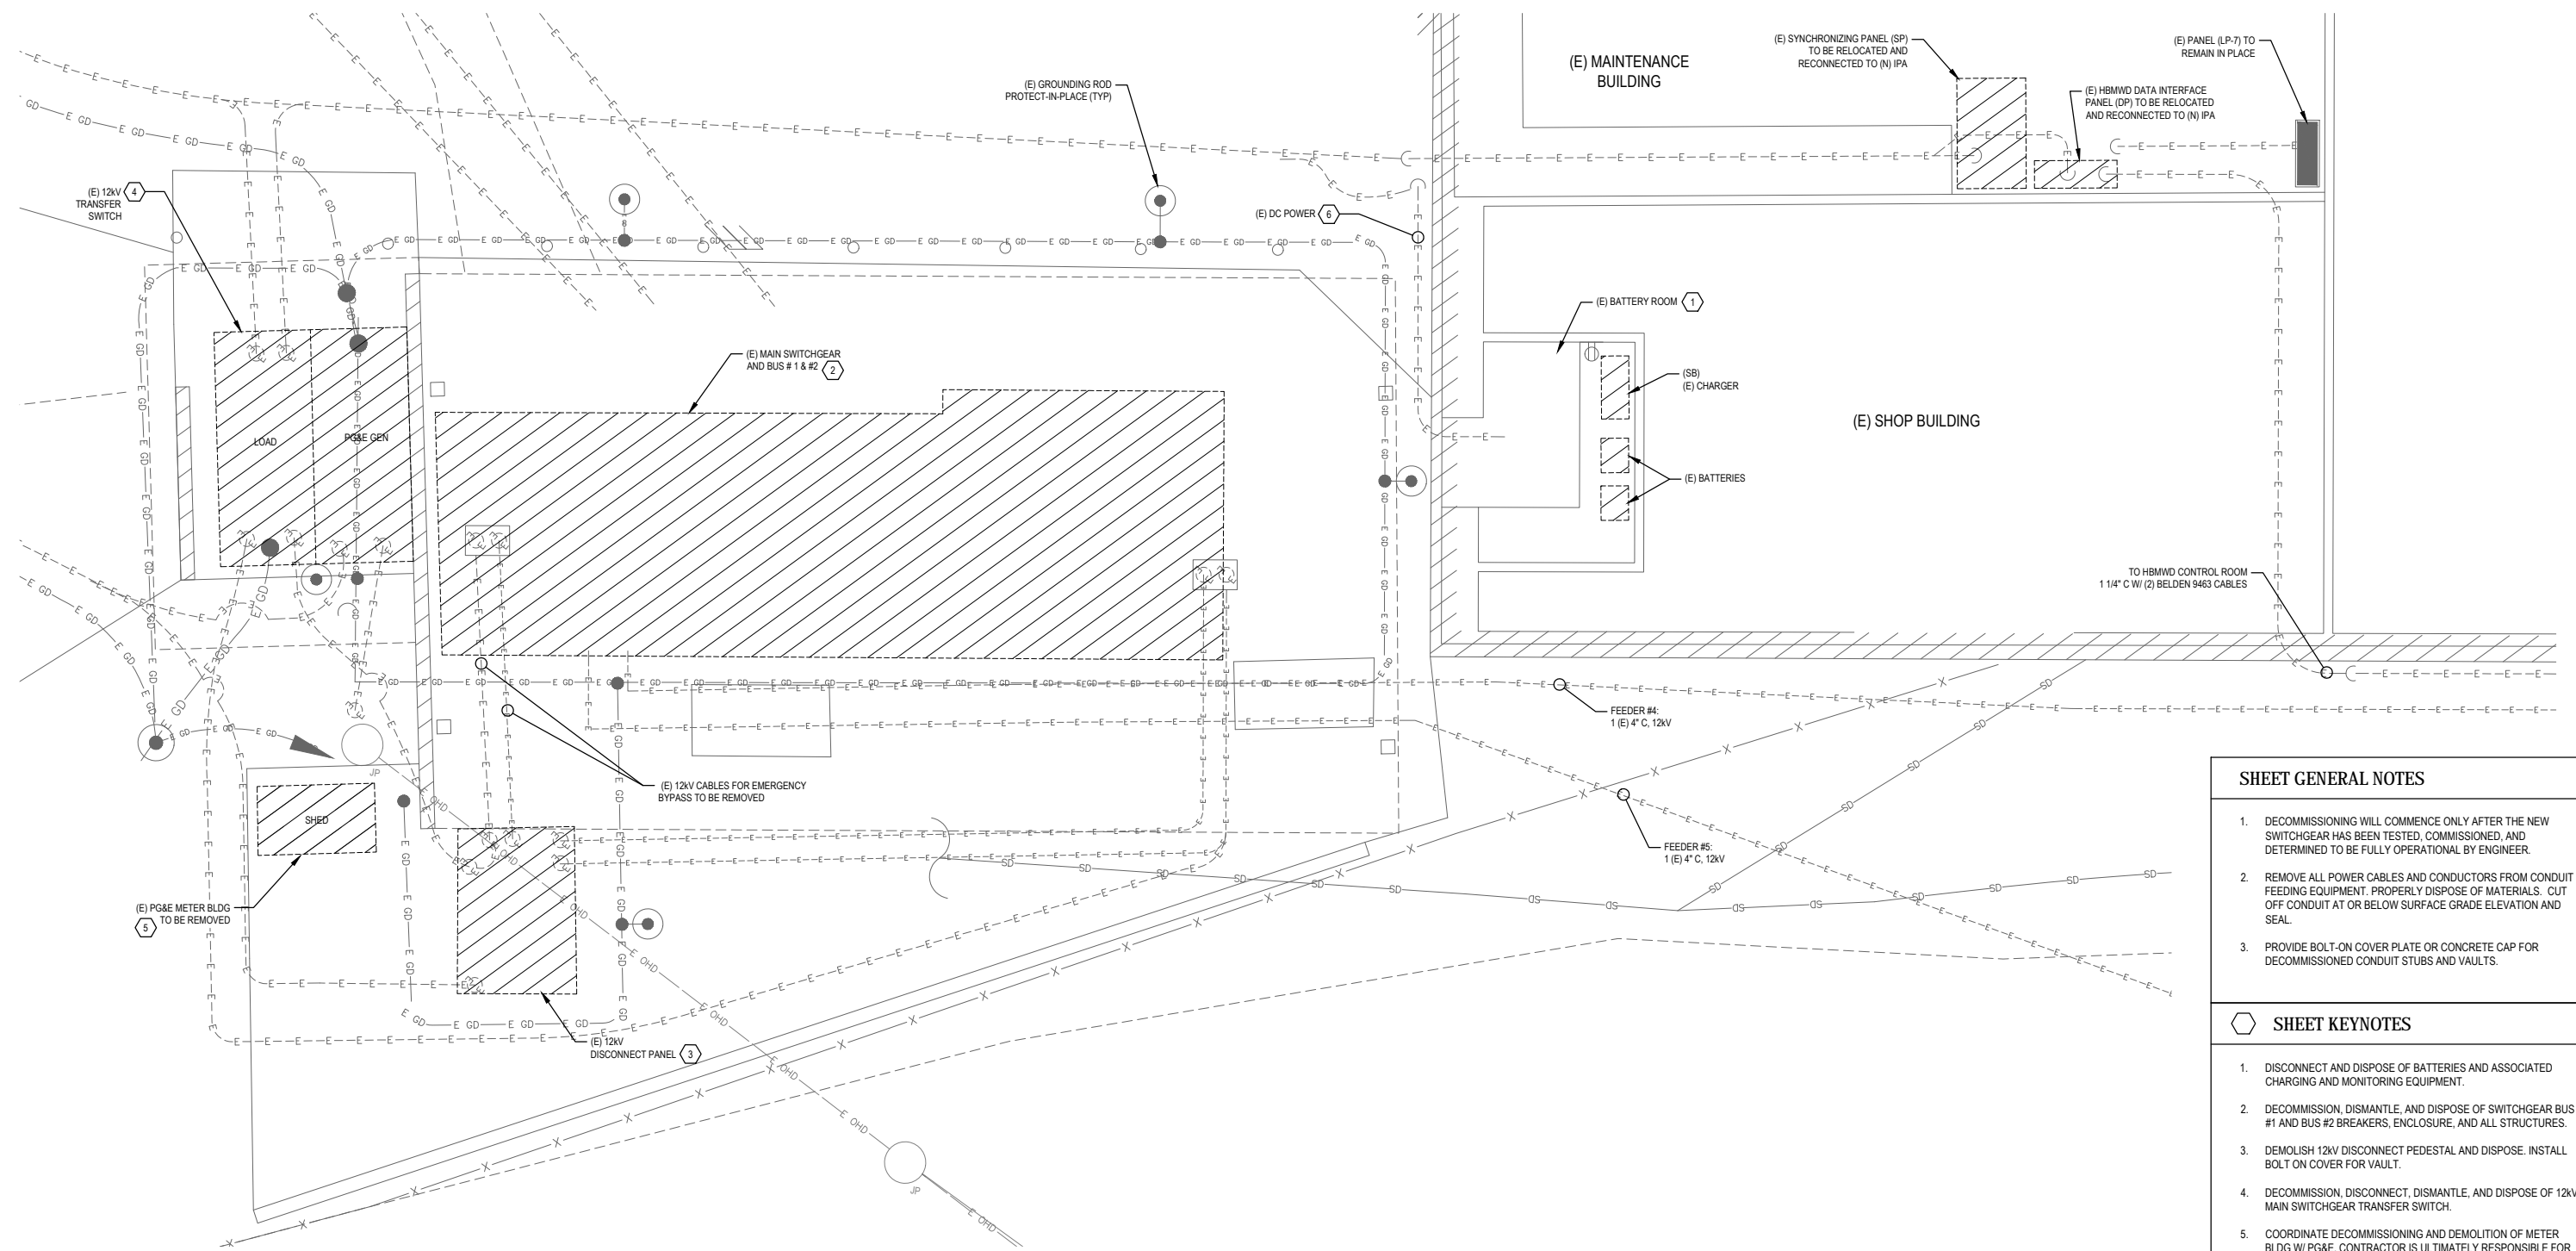 (E) MAINTENANCE
BUILDING
(E) SYNCHRONIZING PANEL (SP)
TO BE RELOCATED AND
RECONNECTED TO (N) IPA
(E) PANEL (LP-7) TO
REMAIN IN PLACE
(E) GROUNDING ROD
PROTECT-IN-PLACE (TYP)
(E) HBMWD DATA INTERFACE
PANEL (DP) TO BE RELOCATED
AND RECONNECTED TO (N) IPA
(E) 12kV 4
TRANSFER
SWITCH
(E) DC POWER 6
(E) BATTERY ROOM 1
(E) MAIN SWITCHGEAR
AND BUS # 1 & #2 2
(SB)
(E) CHARGER
(E) SHOP BUILDING
LOAD
PG&E GEN
(E) BATTERIES
TO HBMWD CONTROL ROOM
1 1/4" C W/ (2) BELDEN 9463 CABLES
FEEDER #4:
1 (E) 4" C, 12kV
JP
(E) 12kV CABLES FOR EMERGENCY
BYPASS TO BE REMOVED
SHED
FEEDER #5:
1 (E) 4" C, 12kV
(E) PG&E METER BLDG
TO BE REMOVED
5
(E) 12kV
DISCONNECT PANEL 3
JP
SHEET GENERAL NOTES
1. DECOMMISSIONING WILL COMMENCE ONLY AFTER THE NEW
SWITCHGEAR HAS BEEN TESTED, COMMISSIONED, AND
DETERMINED TO BE FULLY OPERATIONAL BY ENGINEER.
2. REMOVE ALL POWER CABLES AND CONDUCTORS FROM CONDUIT
FEEDING EQUIPMENT. PROPERLY DISPOSE OF MATERIALS. CUT
OFF CONDUIT AT OR BELOW SURFACE GRADE ELEVATION AND
SEAL.
3. PROVIDE BOLT-ON COVER PLATE OR CONCRETE CAP FOR
DECOMMISSIONED CONDUIT STUBS AND VAULTS.
SHEET KEYNOTES
1. DISCONNECT AND DISPOSE OF BATTERIES AND ASSOCIATED
CHARGING AND MONITORING EQUIPMENT.
2. DECOMMISSION, DISMANTLE, AND DISPOSE OF SWITCHGEAR BUS
#1 AND BUS #2 BREAKERS, ENCLOSURE, AND ALL STRUCTURES.
3. DEMOLISH 12kV DISCONNECT PEDESTAL AND DISPOSE. INSTALL
BOLT ON COVER FOR VAULT.
4. DECOMMISSION, DISCONNECT, DISMANTLE, AND DISPOSE OF 12kV
MAIN SWITCHGEAR TRANSFER SWITCH.
5. COORDINATE DECOMMISSIONING AND DEMOLITION OF METER
BLDG W/ PG&E. CONTRACTOR IS ULTIMATELY RESPONSIBLE FOR